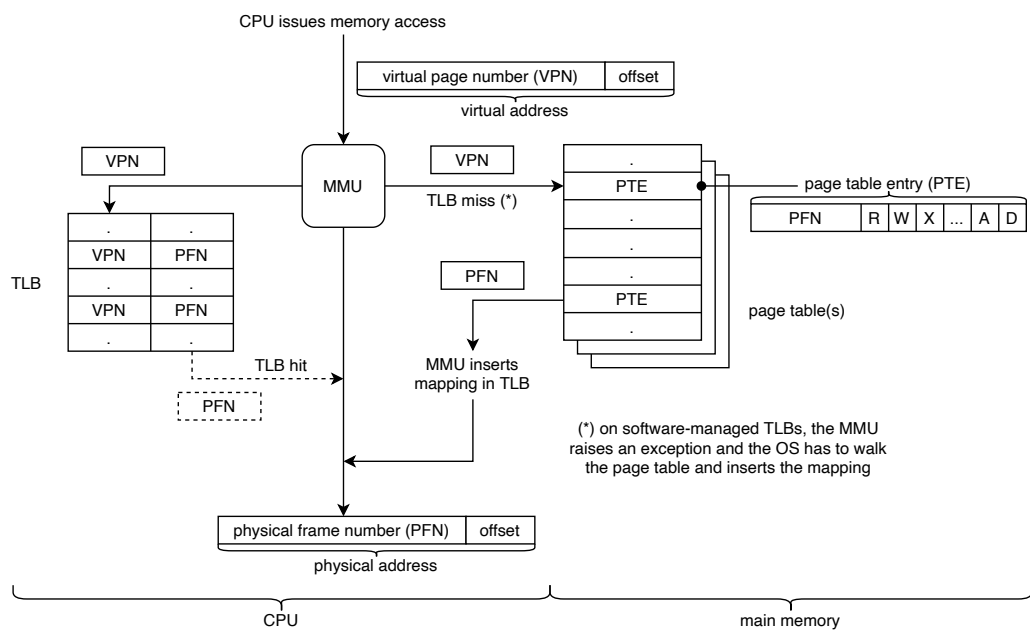 CPU issues memory access
virtual page number (VPN) offset
virtual address
VPN
MMU
VPN
TLB miss (*)
TLB
. .
VPN PFN
. .
VPN PFN
. .
TLB hit
PFN
.
PTE
.
.
.
PTE
.
page table entry (PTE)
PFN R W X ... A D
page table(s)
PFN
MMU inserts
mapping in TLB
(*) on software-managed TLBs, the MMU
raises an exception and the OS has to walk
the page table and inserts the mapping
physical frame number (PFN) offset
physical address
CPU
main memory